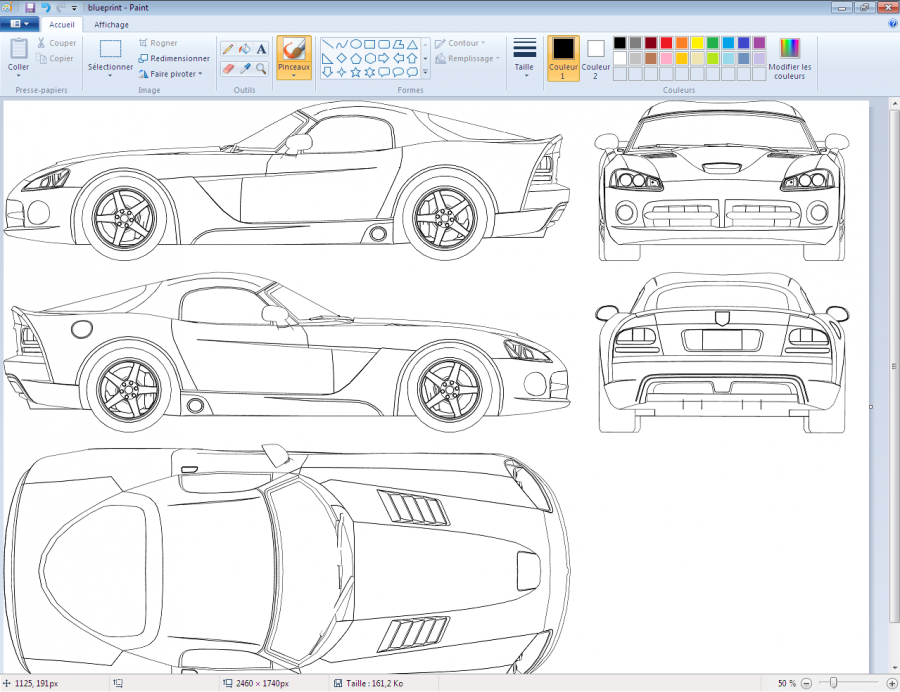 blueprint - Paint
Accueil Affichage
Coller
Couper
Copier
Presse-papiers
Sélectionner
Rogner
Redimensionner
Faire pivoter
Image
A
Outils
Pinceaux
Contour
Remplissage
Formes
Taille
Couleur 1
Couleur 2
Modifier les
couleurs
Couleurs
1125, 191px
2460 × 1740px
Taille : 161,2 Ko
50 %